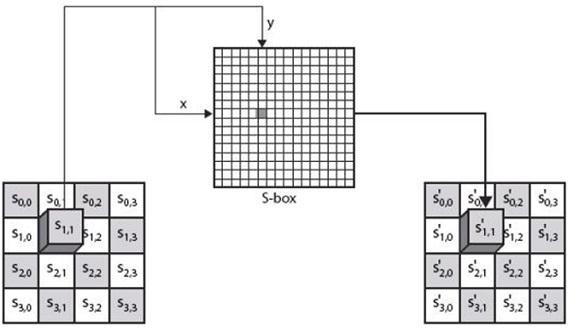 y
x
S-box
s0,0 s0,1 s0,2 s0,3
s1,0 s1,1 s1,2 s1,3
s2,0 s2,1 s2,2 s2,3
s3,0 s3,1 s3,2 s3,3
s'0,0 s'0,1 s'0,2 s'0,3
s'1,0 s'1,1 s'1,2 s'1,3
s'2,0 s'2,1 s'2,2 s'2,3
s'3,0 s'3,1 s'3,2 s'3,3